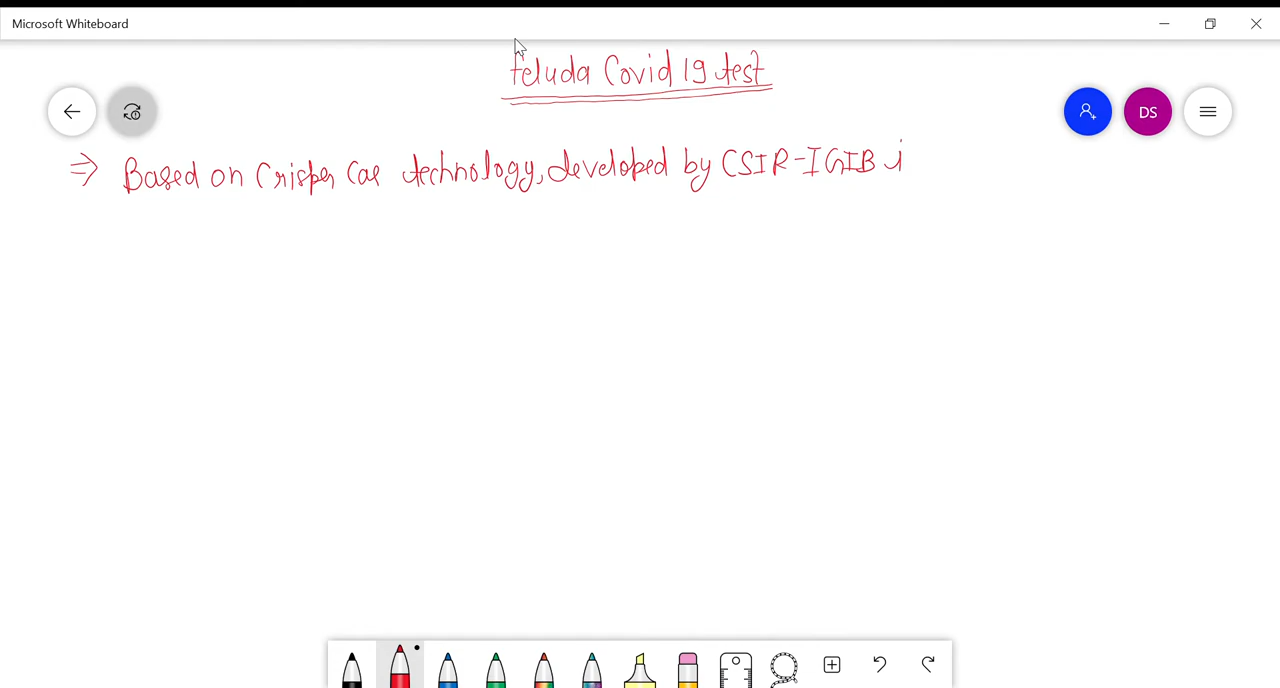 Microsoft Whiteboard
Feluda Covid 19 test
DS
⇒ Based on Crisper Cas technology, developed by CSIR-IGIB i